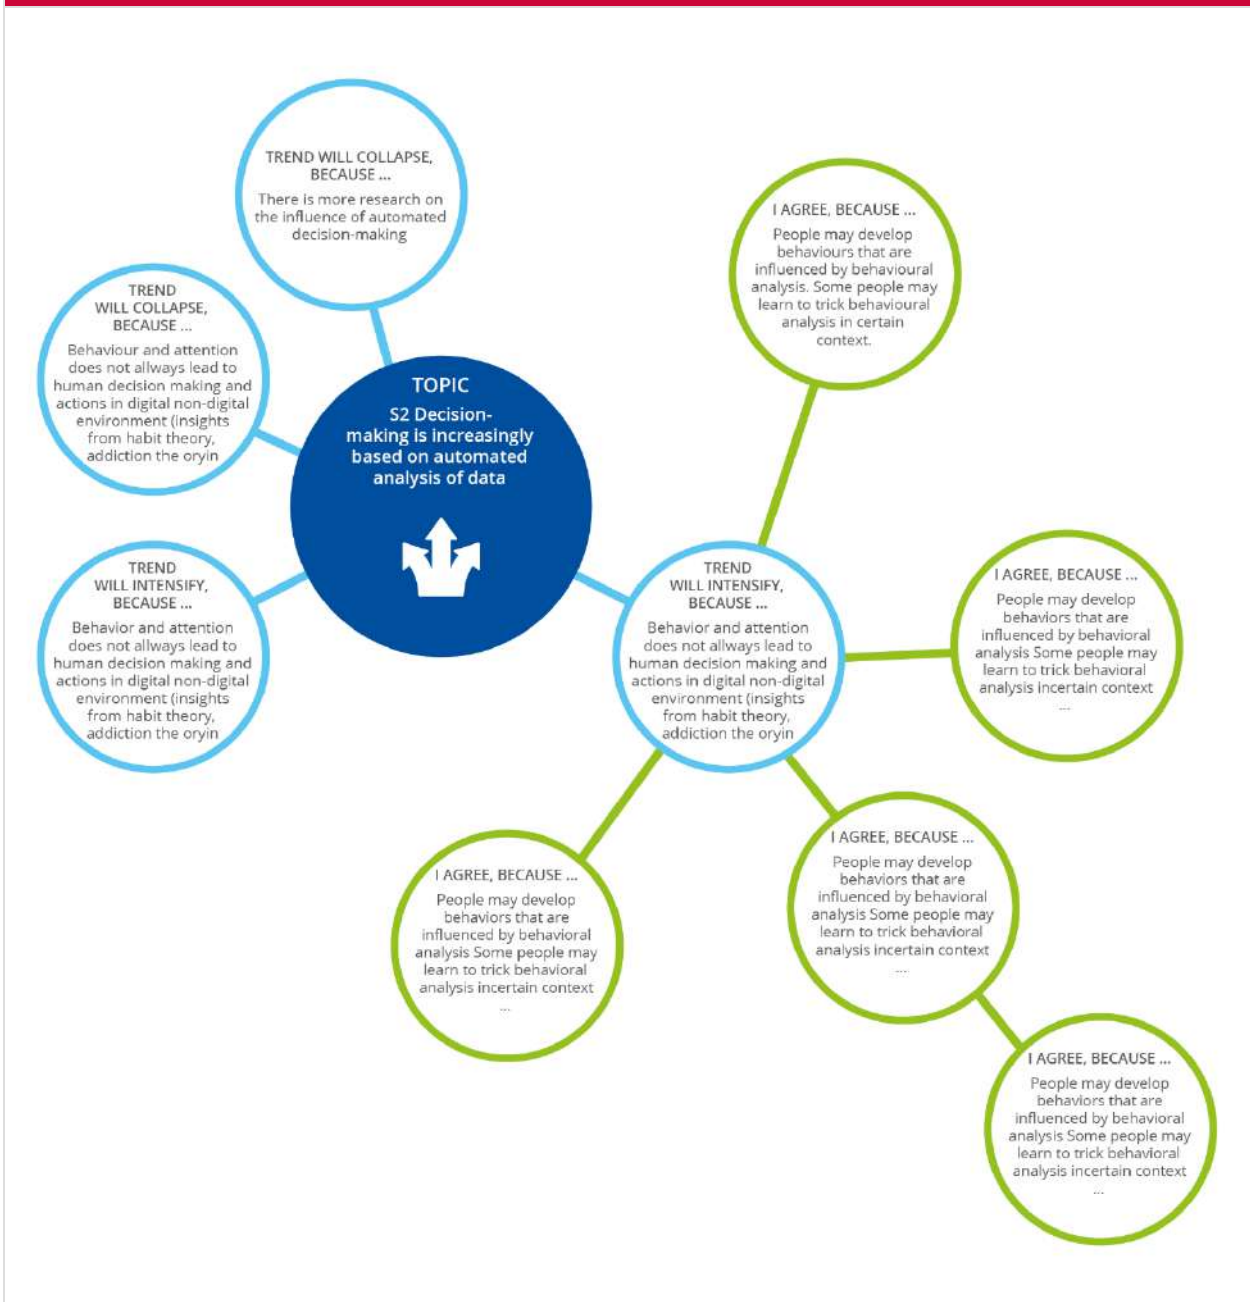 TREND WILL COLLAPSE,
BECAUSE ...
There is more research on
the influence of automated
decision-making
I AGREE, BECAUSE ...
People may develop
behaviours that are
influenced by behavioural
analysis. Some people may
learn to trick behavioural
analysis in certain
context.
TREND
WILL COLLAPSE,
BECAUSE ...
Behaviour and attention
does not allways lead to
human decision making and
actions in digital non-digital
environment (insights
from habit theory,
addiction the oryin
TOPIC
S2 Decision-
making is increasingly
based on automated
analysis of data
TREND
WILL INTENSIFY,
BECAUSE ...
Behavior and attention
does not allways lead to
human decision making and
actions in digital non-digital
environment (insights
from habit theory,
addiction the oryin
TREND
WILL INTENSIFY,
BECAUSE ...
Behavior and attention
does not allways lead to
human decision making and
actions in digital non-digital
environment (insights
from habit theory,
addiction the oryin
I AGREE, BECAUSE ...
People may develop
behaviors that are
influenced by behavioral
analysis Some people may
learn to trick behavioral
analysis incertain context
...
I AGREE, BECAUSE ...
People may develop
behaviors that are
influenced by behavioral
analysis Some people may
learn to trick behavioral
analysis incertain context
...
I AGREE, BECAUSE ...
People may develop
behaviors that are
influenced by behavioral
analysis Some people may
learn to trick behavioral
analysis incertain context
...
I AGREE, BECAUSE ...
People may develop
behaviors that are
influenced by behavioral
analysis Some people may
learn to trick behavioral
analysis incertain context
...